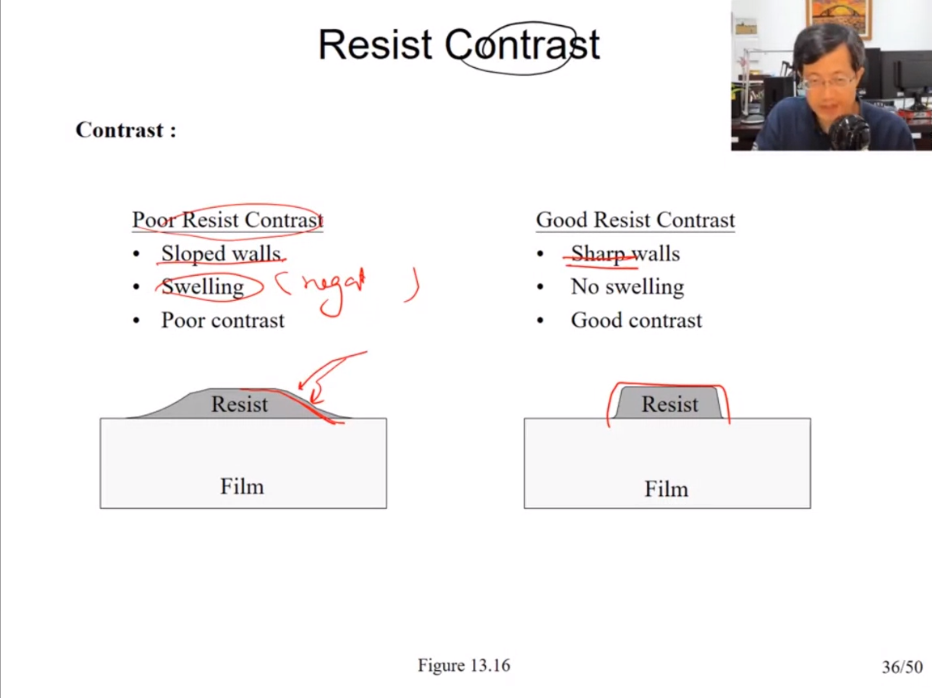 Resist Contrast
Contrast :
Poor Resist Contrast
• Sloped walls
• Swelling (negat )
• Poor contrast
Resist
Film
Good Resist Contrast
• Sharp walls
• No swelling
• Good contrast
Resist
Film
Figure 13.16
36/50